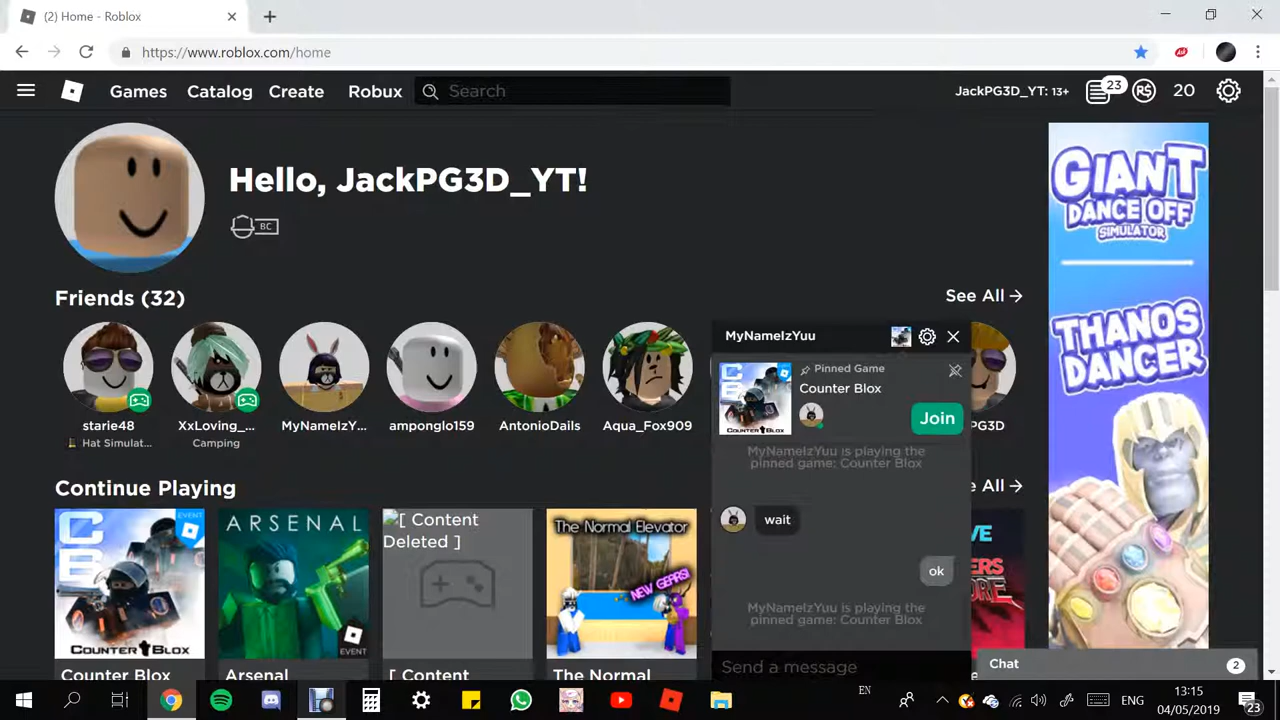 (2) Home - Roblox
https://www.roblox.com/home
Games Catalog Create Robux Search JackPG3D_YT: 13+ 23 R$ 20
Hello, JackPG3D_YT!
BC
Friends (32)
See All
starie48
Hat Simulat...
XxLoving_...
Camping
MyNameIzY...
amponglo159
AntonioDails
Aqua_Fox909
PG3D
MyNameIzYuu
Pinned Game
Counter Blox
Join
MyNameIzYuu is playing the
pinned game: Counter Blox
wait
ok
MyNameIzYuu is playing the
pinned game: Counter Blox
Send a message
Continue Playing
e All
CB
EVENT
COUNTER BLOX
Counter Blox
ARSENAL
EVENT
Arsenal
[ Content
Deleted ]
[ Content
The Normal Elevator
NEW GEARS!
The Normal
GIANT
DANCE OFF
SIMULATOR
THANOS
DANCER
Chat 2
EN
ENG
13:15
04/05/2019
23